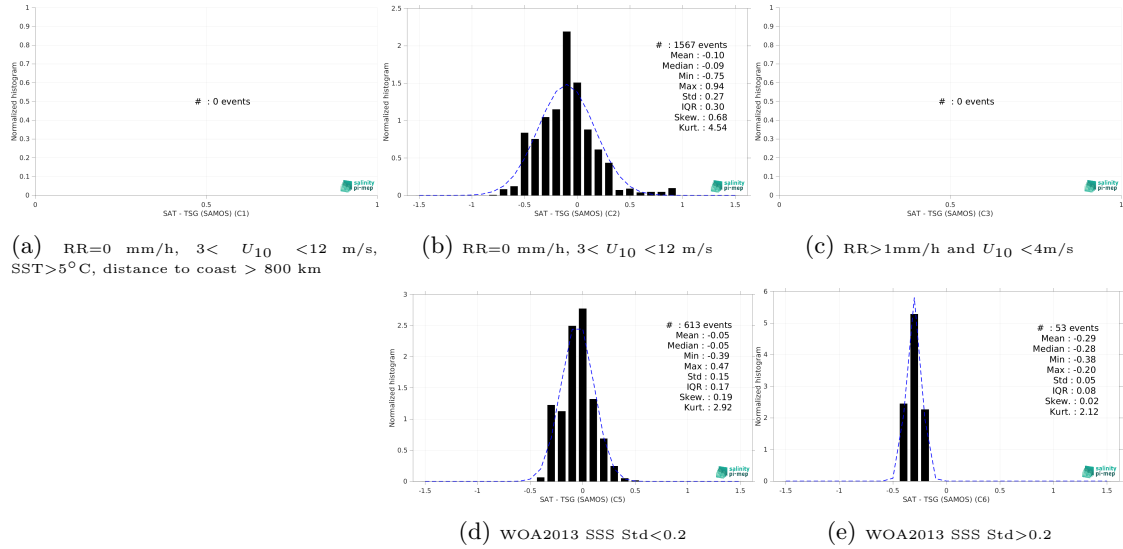 1
0.9
0.8
0.7
0.6
0.5
0.4
0.3
0.2
0.1
0
Normalized histogram
# : 0 events
salinity
pi-mep
0 0.5 1
SAT - TSG (SAMOS) (C1)
(a) RR=0 mm/h, 3< U10 <12 m/s,
SST>5°C, distance to coast > 800 km
2.5
2
1.5
1
0.5
0
Normalized histogram
# : 1567 events
Mean : -0.10
Median : -0.09
Min : -0.75
Max : 0.94
Std : 0.27
IQR : 0.30
Skew. : 0.68
Kurt. : 4.54
salinity
pi-mep
-1.5 -1 -0.5 0 0.5 1 1.5
SAT - TSG (SAMOS) (C2)
(b) RR=0 mm/h, 3< U10 <12 m/s
1
0.9
0.8
0.7
0.6
0.5
0.4
0.3
0.2
0.1
0
Normalized histogram
# : 0 events
salinity
pi-mep
0 0.5 1
SAT - TSG (SAMOS) (C3)
(c) RR>1mm/h and U10 <4m/s
3
2.5
2
1.5
1
0.5
0
Normalized histogram
# : 613 events
Mean : -0.05
Median : -0.05
Min : -0.39
Max : 0.47
Std : 0.15
IQR : 0.17
Skew. : 0.19
Kurt. : 2.92
salinity
pi-mep
-1.5 -1 -0.5 0 0.5 1 1.5
SAT - TSG (SAMOS) (C5)
(d) WOA2013 SSS Std<0.2
6
5
4
3
2
1
0
Normalized histogram
# : 53 events
Mean : -0.29
Median : -0.28
Min : -0.38
Max : -0.20
Std : 0.05
IQR : 0.08
Skew. : 0.02
Kurt. : 2.12
salinity
pi-mep
-1.5 -1 -0.5 0 0.5 1 1.5
SAT - TSG (SAMOS) (C6)
(e) WOA2013 SSS Std>0.2